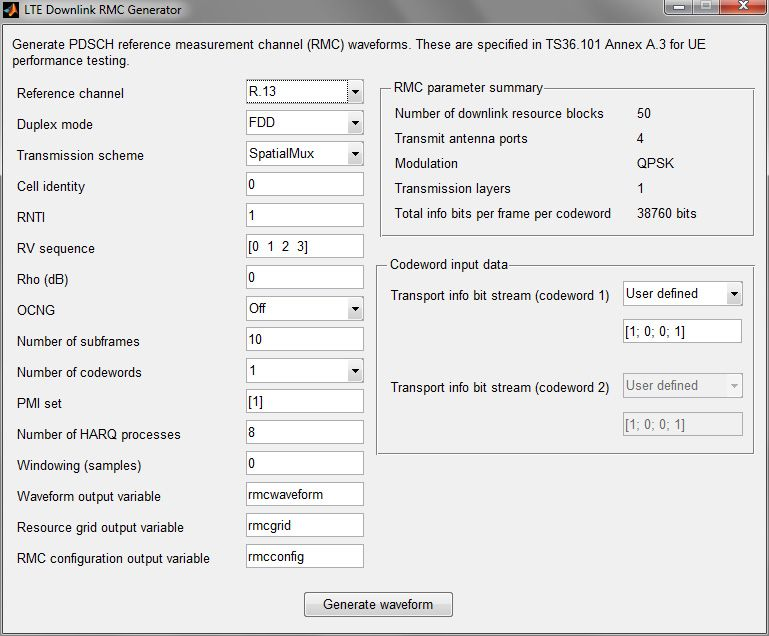 LTE Downlink RMC Generator
Generate PDSCH reference measurement channel (RMC) waveforms. These are specified in TS36.101 Annex A.3 for UE
performance testing.
Reference channel R.13
Duplex mode FDD
Transmission scheme SpatialMux
Cell identity 0
RNTI 1
RV sequence [0 1 2 3]
Rho (dB) 0
OCNG Off
Number of subframes 10
Number of codewords 1
PMI set [1]
Number of HARQ processes 8
Windowing (samples) 0
Waveform output variable rmcwaveform
Resource grid output variable rmcgrid
RMC configuration output variable rmcconfig
RMC parameter summary
Number of downlink resource blocks 50
Transmit antenna ports 4
Modulation QPSK
Transmission layers 1
Total info bits per frame per codeword 38760 bits
Codeword input data
Transport info bit stream (codeword 1) User defined
[1; 0; 0; 1]
Transport info bit stream (codeword 2) User defined
[1; 0; 0; 1]
Generate waveform